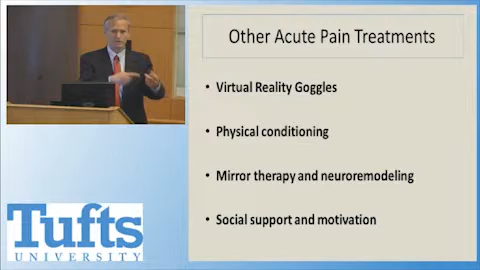 Other Acute Pain Treatments
• Virtual Reality Goggles
• Physical conditioning
• Mirror therapy and neuroremodeling
• Social support and motivation
Tufts
UNIVERSITY